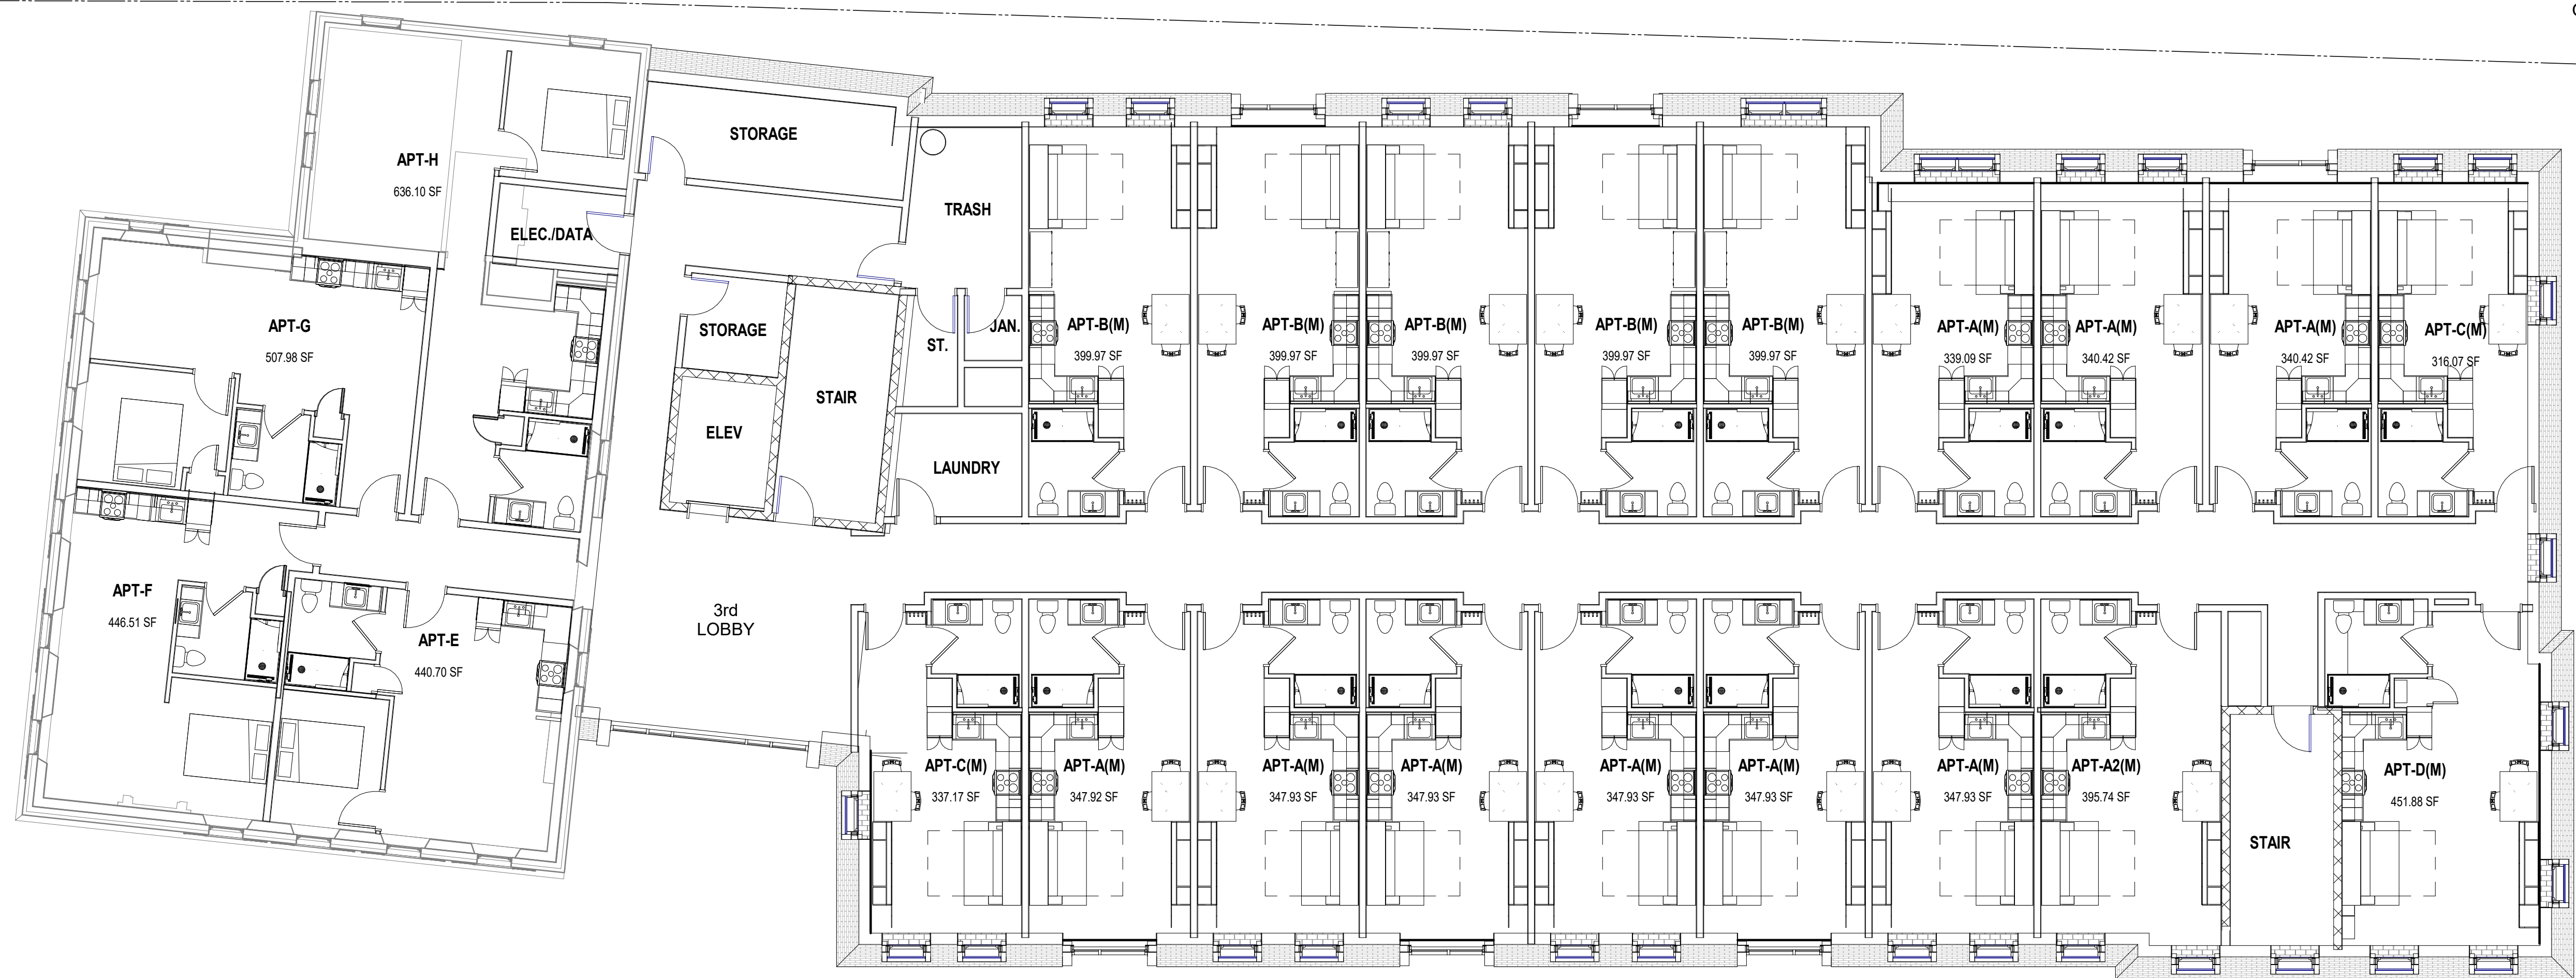 STORAGE
APT-H
636.10 SF
TRASH
ELEC./DATA
APT-G
507.98 SF
STORAGE
ST.
JAN.
STAIR
ELEV
LAUNDRY
APT-B(M)
399.97 SF
APT-B(M)
399.97 SF
APT-B(M)
399.97 SF
APT-B(M)
399.97 SF
APT-B(M)
399.97 SF
APT-A(M)
339.09 SF
APT-A(M)
340.42 SF
APT-A(M)
340.42 SF
APT-C(M)
316.07 SF
APT-F
446.51 SF
APT-E
440.70 SF
3rd
LOBBY
APT-C(M)
337.17 SF
APT-A(M)
347.92 SF
APT-A(M)
347.93 SF
APT-A(M)
347.93 SF
APT-A(M)
347.93 SF
APT-A(M)
347.93 SF
APT-A(M)
347.93 SF
APT-A2(M)
395.74 SF
STAIR
APT-D(M)
451.88 SF